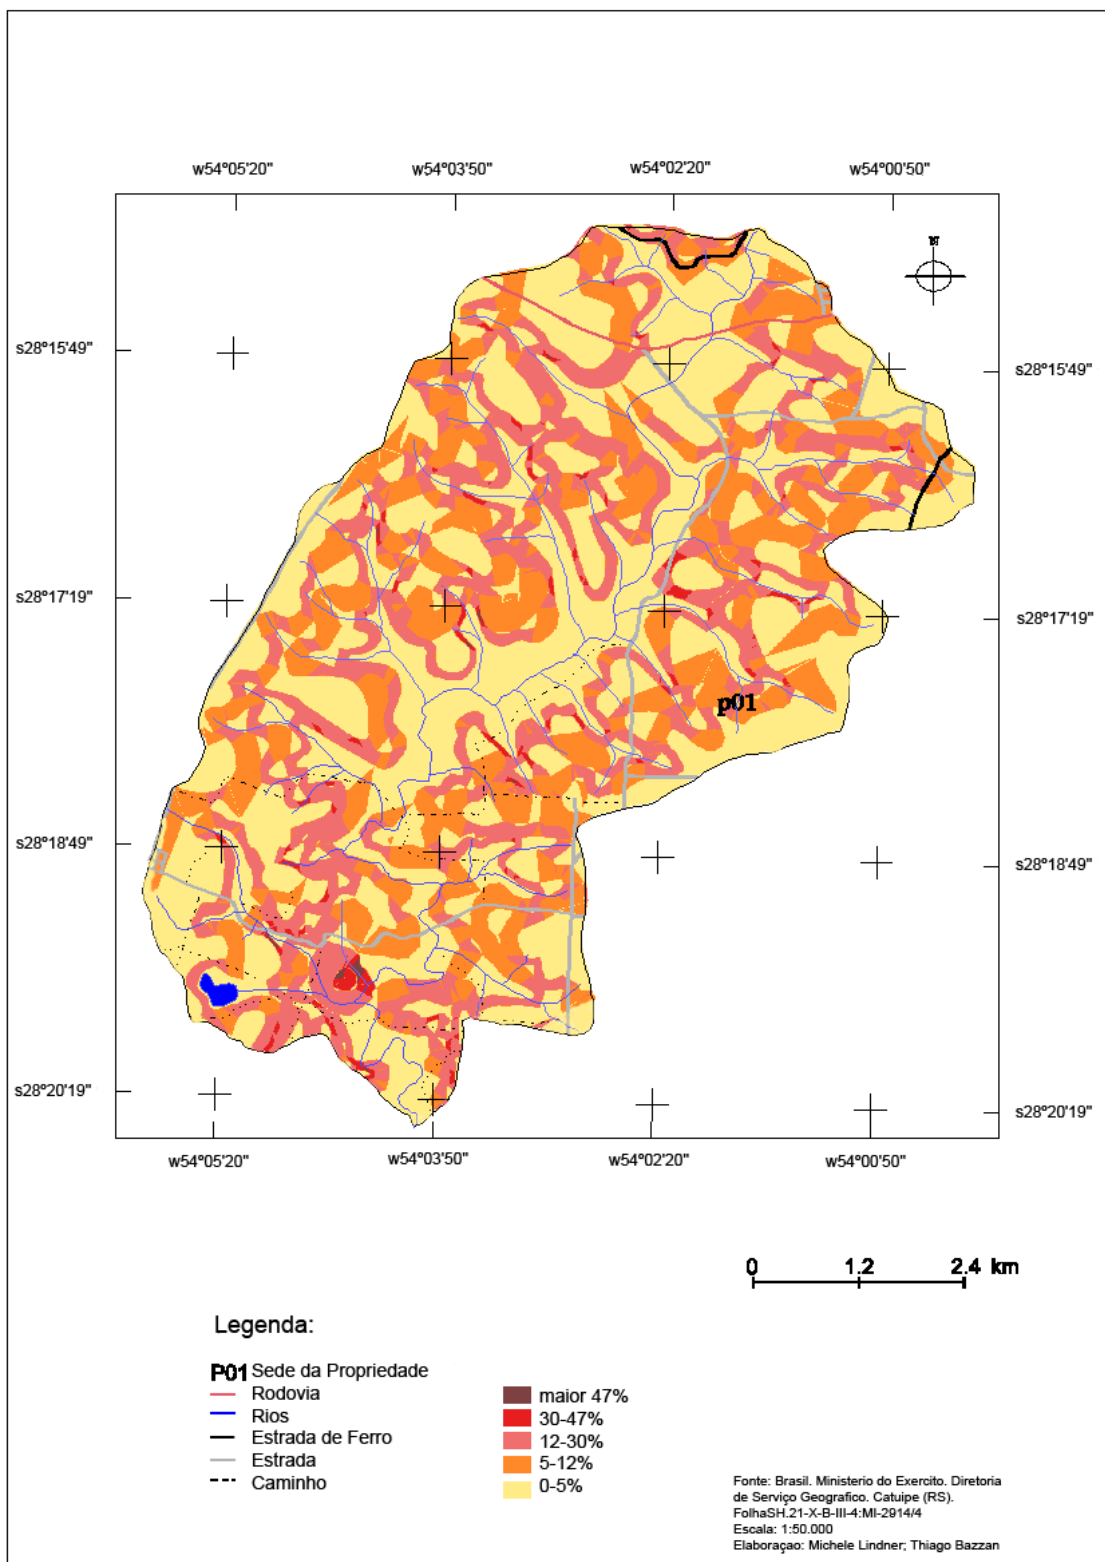 w54°05'20" w54°03'50" w54°02'20" w54°00'50"
N
s28°15'49" s28°15'49"
s28°17'19" s28°17'19"
p01
s28°18'49" s28°18'49"
s28°20'19" s28°20'19"
w54°05'20" w54°03'50" w54°02'20" w54°00'50"
0 1.2 2.4 km
Legenda:
P01 Sede da Propriedade
Rodovia
Rios
Estrada de Ferro
Estrada
Caminho
maior 47%
30-47%
12-30%
5-12%
0-5%
Fonte: Brasil. Ministerio do Exercito. Diretoria
de Serviço Geografico. Catuipe (RS).
FolhaSH.21-X-B-III-4:MI-2914/4
Escala: 1:50.000
Elaboraçao: Michele Lindner; Thiago Bazzan